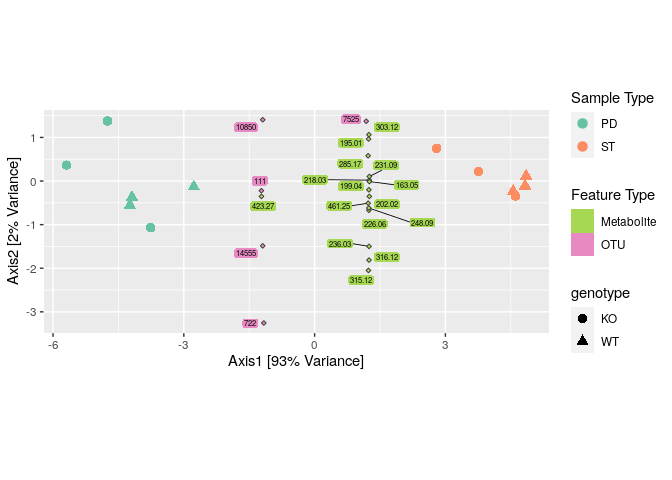 Sample Type
PD
ST
Feature Type
Metabolite
OTU
genotype
KO
WT
Axis2 [2% Variance]
1
0
-1
-2
-3
10850
7525
303.12
195.01
285.17
231.09
111
218.03
199.04
163.05
423.27
461.25
202.02
226.06
248.09
236.03
14555
316.12
315.12
722
-6
-3
0
3
Axis1 [93% Variance]